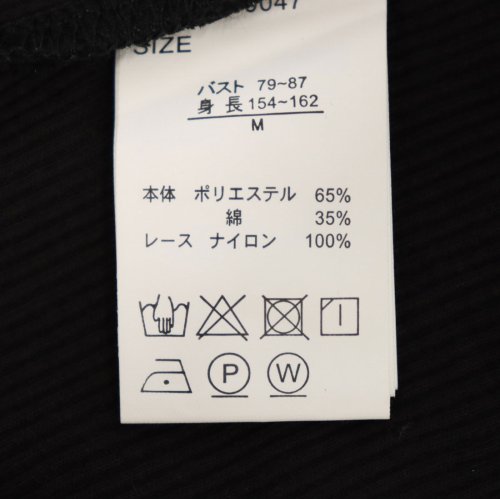 SIZE
バスト 79~87
身 長 154~162
M
本体 ポリエステル 65%
綿 35%
レース ナイロン 100%
P W